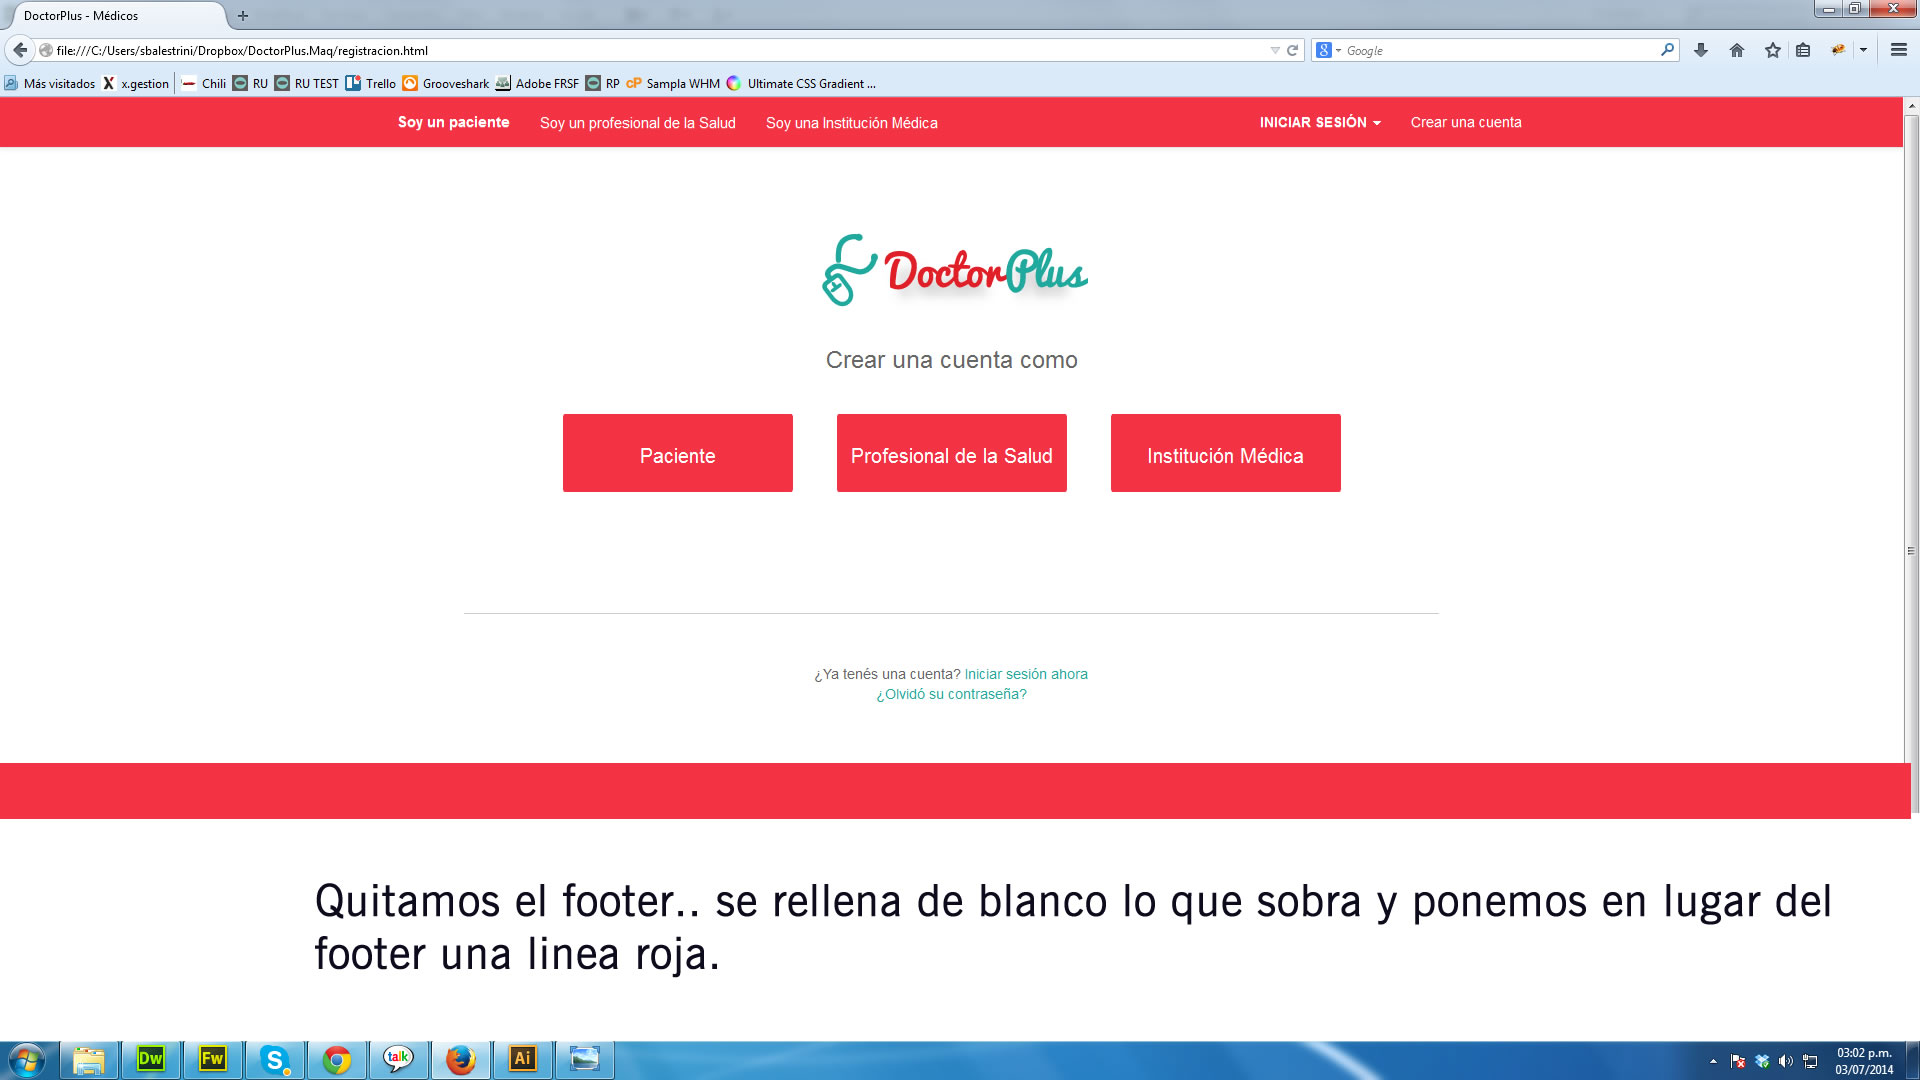 DoctorPlus - Médicos
file:///C:/Users/sbalestrini/Dropbox/DoctorPlus.Maq/registracion.html
Google
Más visitados x.gestion Chili RU RU TEST Trello Grooveshark Adobe FRSF RP Sampla WHM Ultimate CSS Gradient ...
Soy un paciente Soy un profesional de la Salud Soy una Institución Médica INICIAR SESIÓN Crear una cuenta
DoctorPlus
Crear una cuenta como
Paciente Profesional de la Salud Institución Médica
¿Ya tenés una cuenta? Iniciar sesión ahora
¿Olvidó su contraseña?
Quitamos el footer.. se rellena de blanco lo que sobra y ponemos en lugar del
footer una linea roja.
Dw Fw talk Ai
03:02 p.m.
03/07/2014